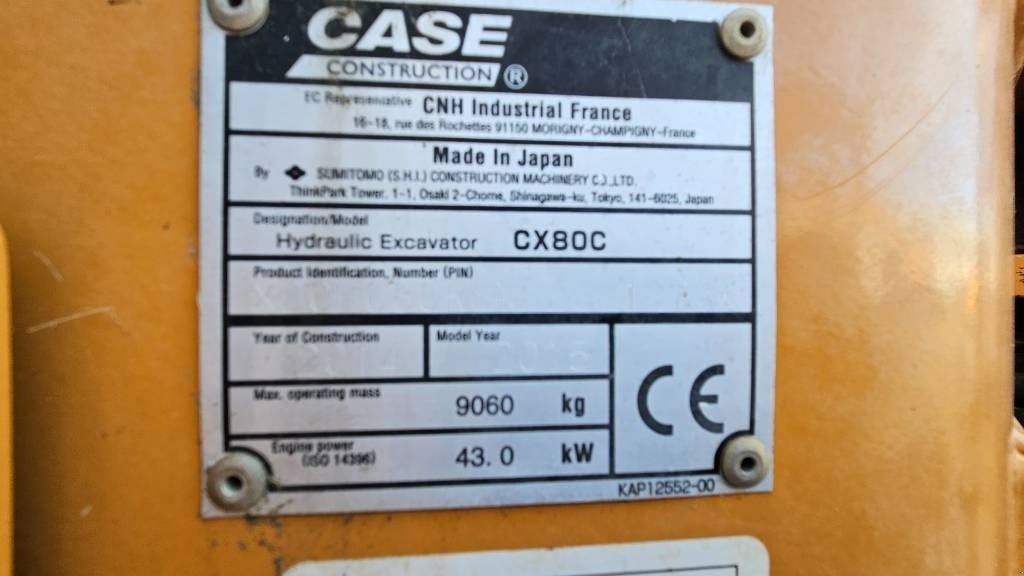 CASE
CONSTRUCTION ®
EC Representative CNH Industrial France
16-18, rue des Rochettes 91150 MORIGNY-CHAMPIGNY-France
Made In Japan
By SUMITOMO (S.H.I.) CONSTRUCTION MACHINERY CO.,LTD.
ThinkPark Tower. 1-1, Osaki 2-Chome, Shinagawa-ku, Tokyo, 141-6025, Japan
Designation/Model
Hydraulic Excavator CX80C
Product Identification, Number (PIN)
Year of Construction Model Year
Max. operating mass 9060 kg
Engine power
(ISO 14396) 43.0 kW
CE
KAP12552-00